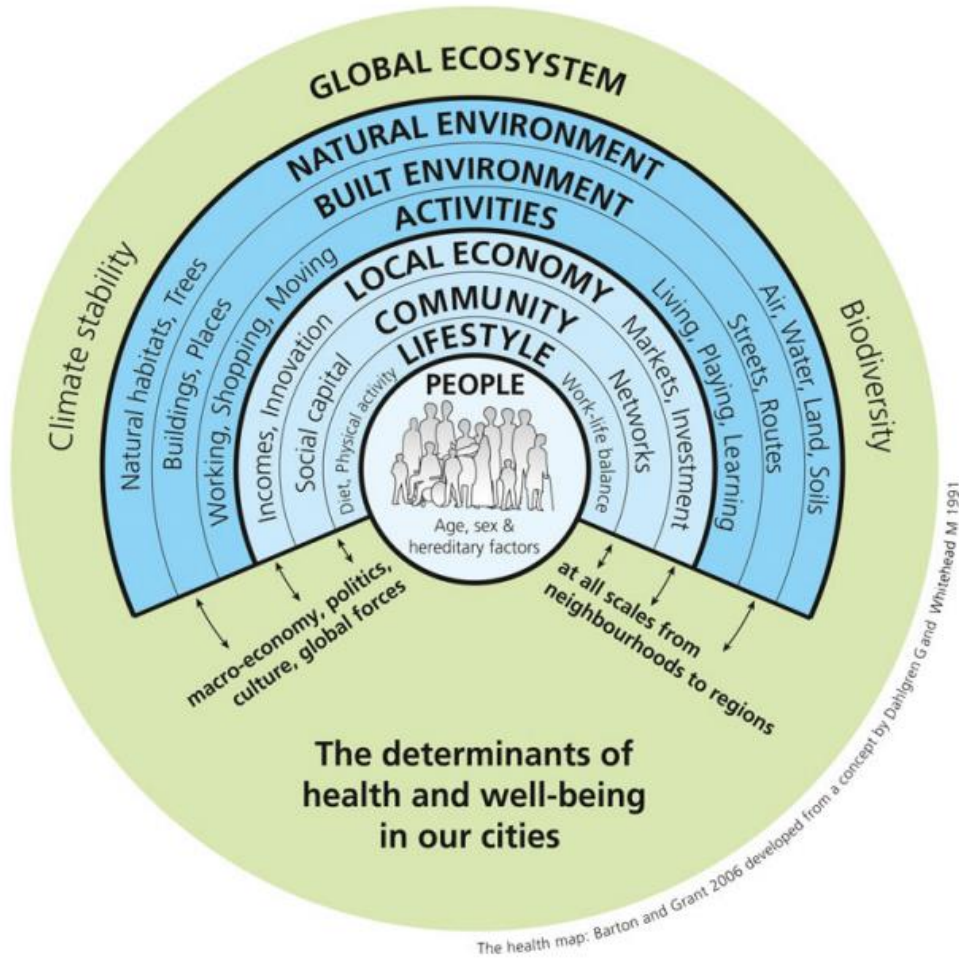 GLOBAL ECOSYSTEM
Climate stability
Biodiversity
NATURAL ENVIRONMENT
Natural habitats, Trees
Air, Water, Land, Soils
BUILT ENVIRONMENT
Buildings, Places
Streets, Routes
ACTIVITIES
Working, Shopping, Moving
Living, Playing, Learning
LOCAL ECONOMY
Incomes, Innovation
Markets, Investment
COMMUNITY
Social capital
Networks
LIFESTYLE
Diet, Physical activity
Work-life balance
PEOPLE
Age, sex &
hereditary factors
macro-economy, politics,
culture, global forces
at all scales from
neighbourhoods to regions
The determinants of
health and well-being
in our cities
The health map: Barton and Grant 2006 developed from a concept by Dahlgren G and Whitehead M 1991